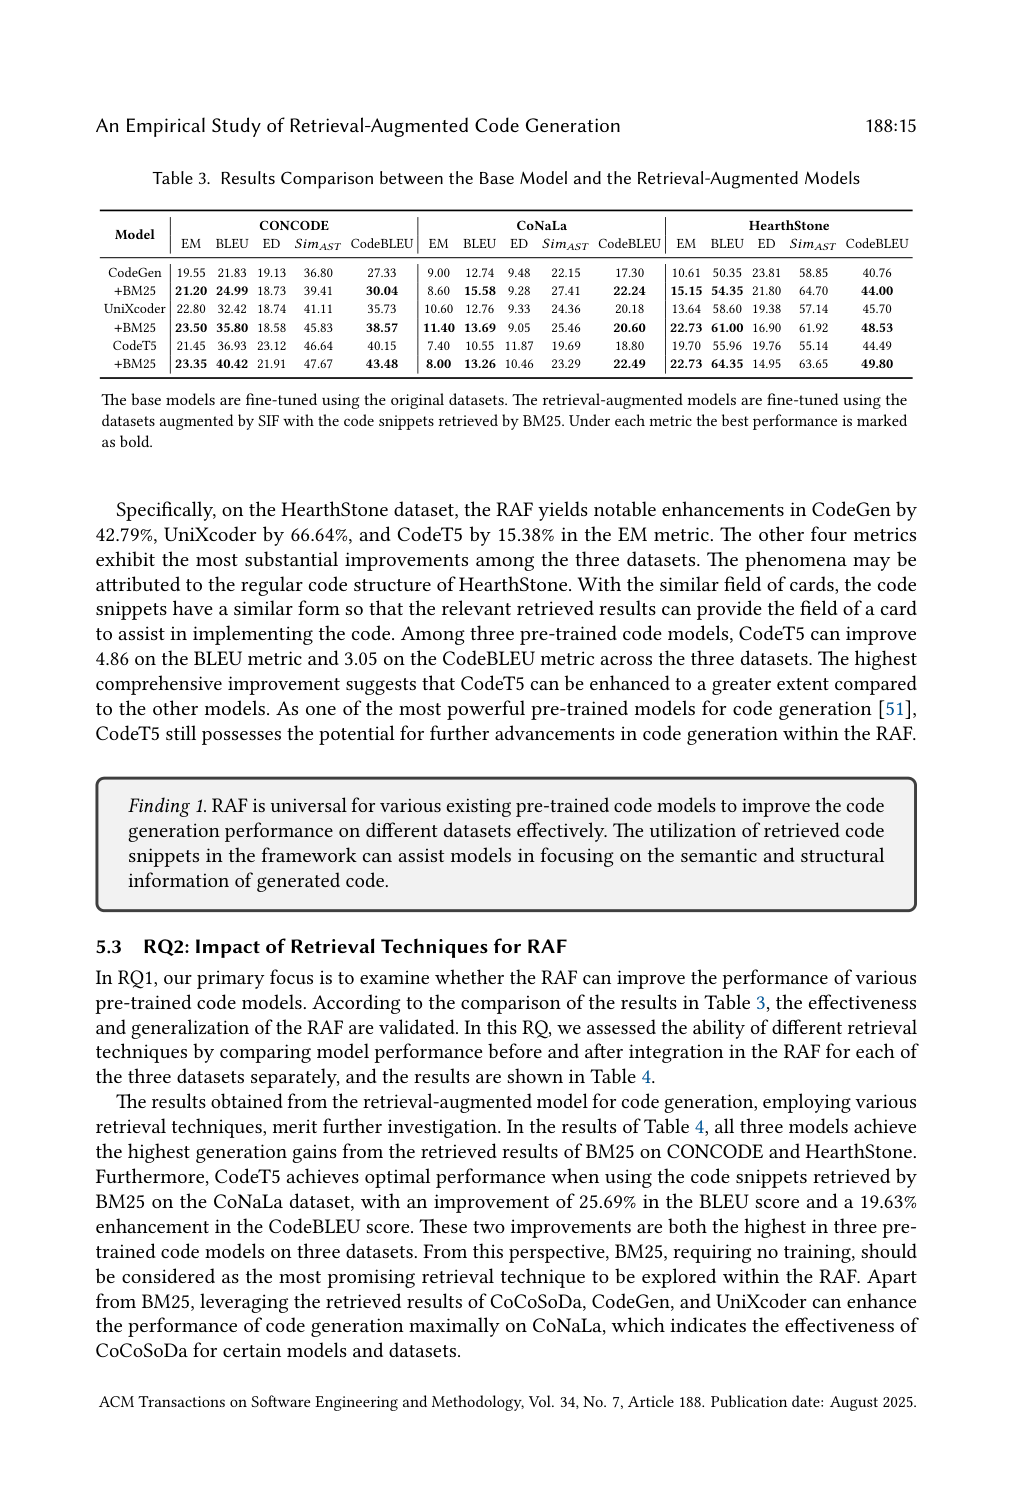 An Empirical Study of Retrieval-Augmented Code Generation 188:15
Table 3. Results Comparison between the Base Model and the Retrieval-Augmented Models
Model CONCODE CoNaLa HearthStone
EM BLEU ED Sim_AST CodeBLEU EM BLEU ED Sim_AST CodeBLEU EM BLEU ED Sim_AST CodeBLEU
CodeGen 19.55 21.83 19.13 36.80 27.33 9.00 12.74 9.48 22.15 17.30 10.61 50.35 23.81 58.85 40.76
+BM25 21.20 24.99 18.73 39.41 30.04 8.60 15.58 9.28 27.41 22.24 15.15 54.35 21.80 64.70 44.00
UniXcoder 22.80 32.42 18.74 41.11 35.73 10.60 12.76 9.33 24.36 20.18 13.64 58.60 19.38 57.14 45.70
+BM25 23.50 35.80 18.58 45.83 38.57 11.40 13.69 9.05 25.46 20.60 22.73 61.00 16.90 61.92 48.53
CodeT5 21.45 36.93 23.12 46.64 40.15 7.40 10.55 11.87 19.69 18.80 19.70 55.96 19.76 55.14 44.49
+BM25 23.35 40.42 21.91 47.67 43.48 8.00 13.26 10.46 23.29 22.49 22.73 64.35 14.95 63.65 49.80
The base models are fine-tuned using the original datasets. The retrieval-augmented models are fine-tuned using the
datasets augmented by SIF with the code snippets retrieved by BM25. Under each metric the best performance is marked
as bold.
Specifically, on the HearthStone dataset, the RAF yields notable enhancements in CodeGen by
42.79%, UniXcoder by 66.64%, and CodeT5 by 15.38% in the EM metric. The other four metrics
exhibit the most substantial improvements among the three datasets. The phenomena may be
attributed to the regular code structure of HearthStone. With the similar field of cards, the code
snippets have a similar form so that the relevant retrieved results can provide the field of a card
to assist in implementing the code. Among three pre-trained code models, CodeT5 can improve
4.86 on the BLEU metric and 3.05 on the CodeBLEU metric across the three datasets. The highest
comprehensive improvement suggests that CodeT5 can be enhanced to a greater extent compared
to the other models. As one of the most powerful pre-trained models for code generation [51],
CodeT5 still possesses the potential for further advancements in code generation within the RAF.
Finding 1. RAF is universal for various existing pre-trained code models to improve the code
generation performance on different datasets effectively. The utilization of retrieved code
snippets in the framework can assist models in focusing on the semantic and structural
information of generated code.
5.3 RQ2: Impact of Retrieval Techniques for RAF
In RQ1, our primary focus is to examine whether the RAF can improve the performance of various
pre-trained code models. According to the comparison of the results in Table 3, the effectiveness
and generalization of the RAF are validated. In this RQ, we assessed the ability of different retrieval
techniques by comparing model performance before and after integration in the RAF for each of
the three datasets separately, and the results are shown in Table 4.
The results obtained from the retrieval-augmented model for code generation, employing various
retrieval techniques, merit further investigation. In the results of Table 4, all three models achieve
the highest generation gains from the retrieved results of BM25 on CONCODE and HearthStone.
Furthermore, CodeT5 achieves optimal performance when using the code snippets retrieved by
BM25 on the CoNaLa dataset, with an improvement of 25.69% in the BLEU score and a 19.63%
enhancement in the CodeBLEU score. These two improvements are both the highest in three pre-
trained code models on three datasets. From this perspective, BM25, requiring no training, should
be considered as the most promising retrieval technique to be explored within the RAF. Apart
from BM25, leveraging the retrieved results of CoCoSoDa, CodeGen, and UniXcoder can enhance
the performance of code generation maximally on CoNaLa, which indicates the effectiveness of
CoCoSoDa for certain models and datasets.
ACM Transactions on Software Engineering and Methodology, Vol. 34, No. 7, Article 188. Publication date: August 2025.